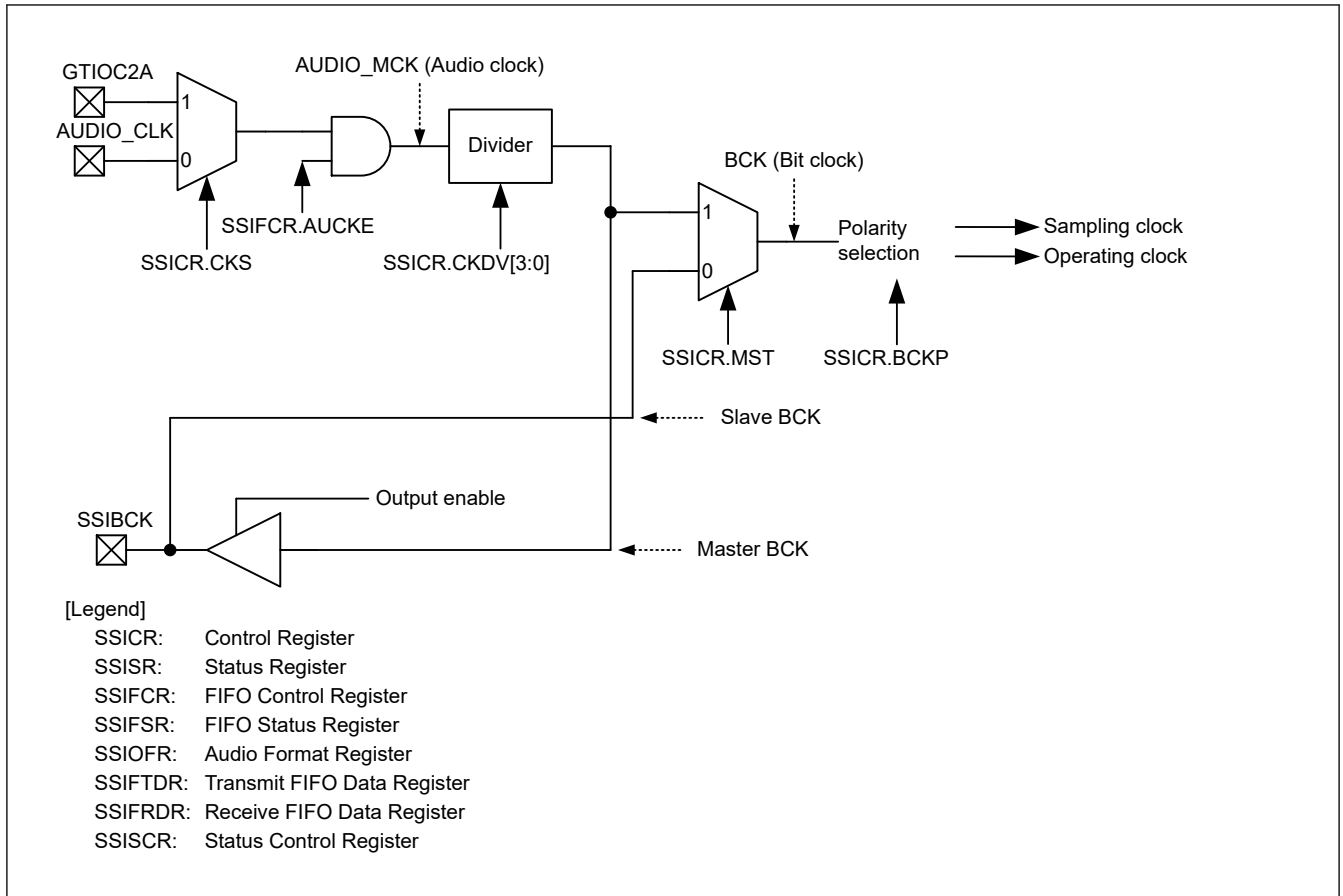 GTIOC2A
AUDIO_MCK (Audio clock)
1
AUDIO_CLK
Divider
0
BCK (Bit clock)
SSIFCR.AUCKE
1
Polarity
selection
Sampling clock
Operating clock
SSICR.CKS
SSICR.CKDV[3:0]
0
SSICR.MST
SSICR.BCKP
Slave BCK
Output enable
SSIBCK
Master BCK
[Legend]
SSICR: Control Register
SSISR: Status Register
SSIFCR: FIFO Control Register
SSIFSR: FIFO Status Register
SSIOFR: Audio Format Register
SSIFTDR: Transmit FIFO Data Register
SSIFRDR: Receive FIFO Data Register
SSISCR: Status Control Register